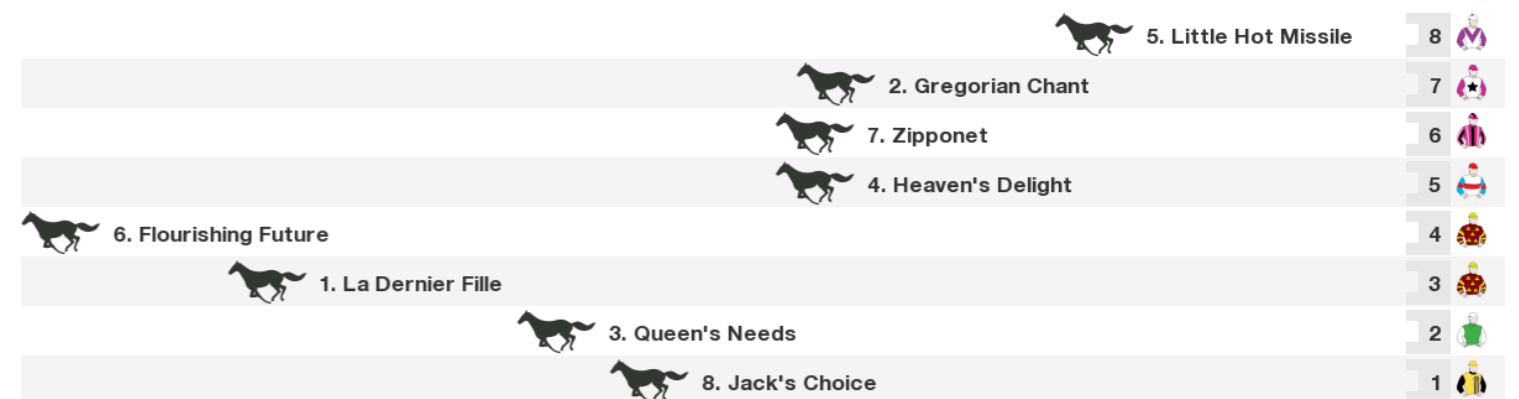 5. Little Hot Missile 8
2. Gregorian Chant 7
7. Zipponet 6
4. Heaven's Delight 5
6. Flourishing Future 4
1. La Dernier Fille 3
3. Queen's Needs 2
8. Jack's Choice 1